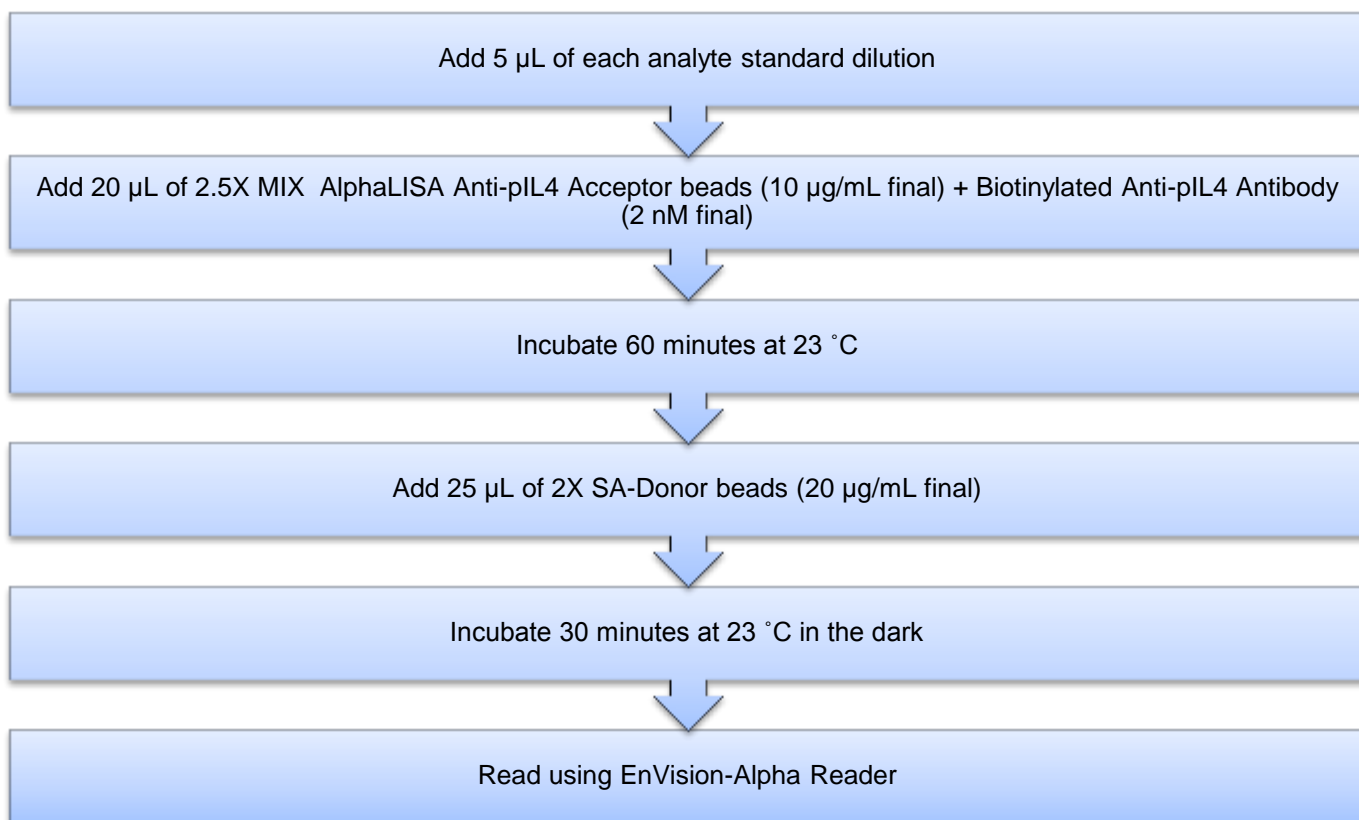 Add 5 µL of each analyte standard dilution
Add 20 µL of 2.5X MIX  AlphaLISA Anti-pIL4 Acceptor beads (10 µg/mL final) + Biotinylated Anti-pIL4 Antibody
(2 nM final)
Incubate 60 minutes at 23 ˚C
Add 25 µL of 2X SA-Donor beads (20 µg/mL final)
Incubate 30 minutes at 23 ˚C in the dark
Read using EnVision-Alpha Reader